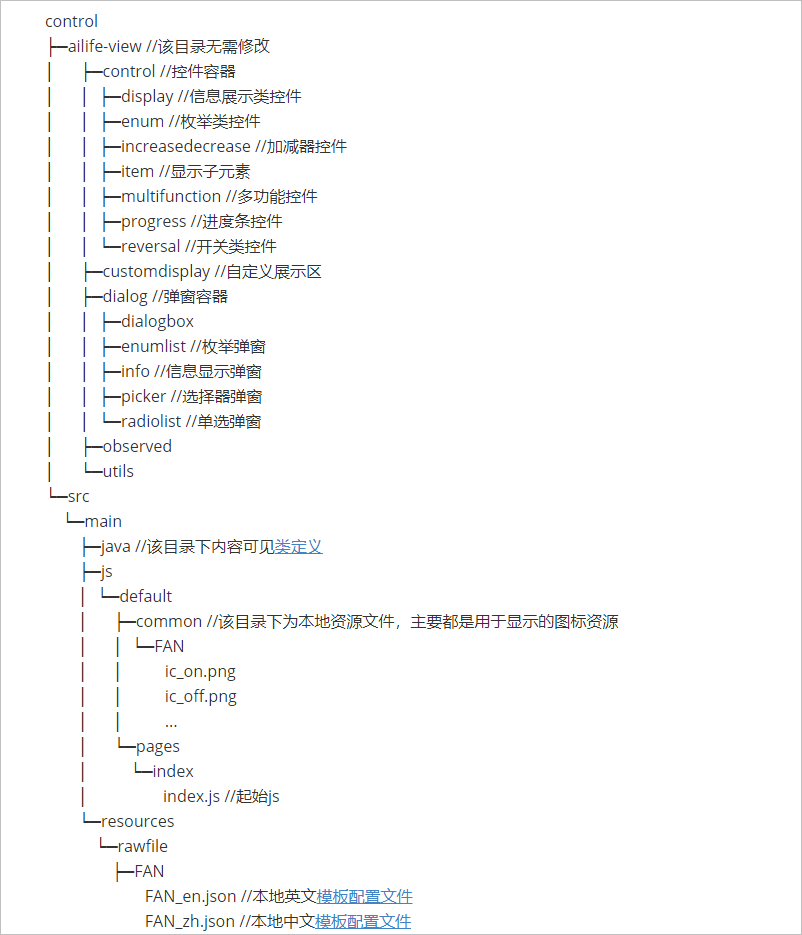 control
├─ailife-view //该目录无需修改
│ ├─control //控件容器
│ │ ├─display //信息展示类控件
│ │ ├─enum //枚举类控件
│ │ ├─increasedecrease //加减器控件
│ │ ├─item //显示子元素
│ │ ├─multifunction //多功能控件
│ │ ├─progress //进度条控件
│ │ └─reversal //开关类控件
│ ├─customdisplay //自定义展示区
│ ├─dialog //弹窗容器
│ │ ├─dialogbox
│ │ ├─enumlist //枚举弹窗
│ │ ├─info //信息显示弹窗
│ │ ├─picker //选择器弹窗
│ │ └─radiolist //单选弹窗
│ ├─observed
│ └─utils
└─src
└─main
├─java //该目录下内容可见类定义
├─js
│ └─default
│ ├─common //该目录下为本地资源文件，主要都是用于显示的图标资源
│ │ └─FAN
│ │ ic_on.png
│ │ ic_off.png
│ │ ...
│ └─pages
│ └─index
│ index.js //起始js
└─resources
└─rawfile
├─FAN
FAN_en.json //本地英文模板配置文件
FAN_zh.json //本地中文模板配置文件